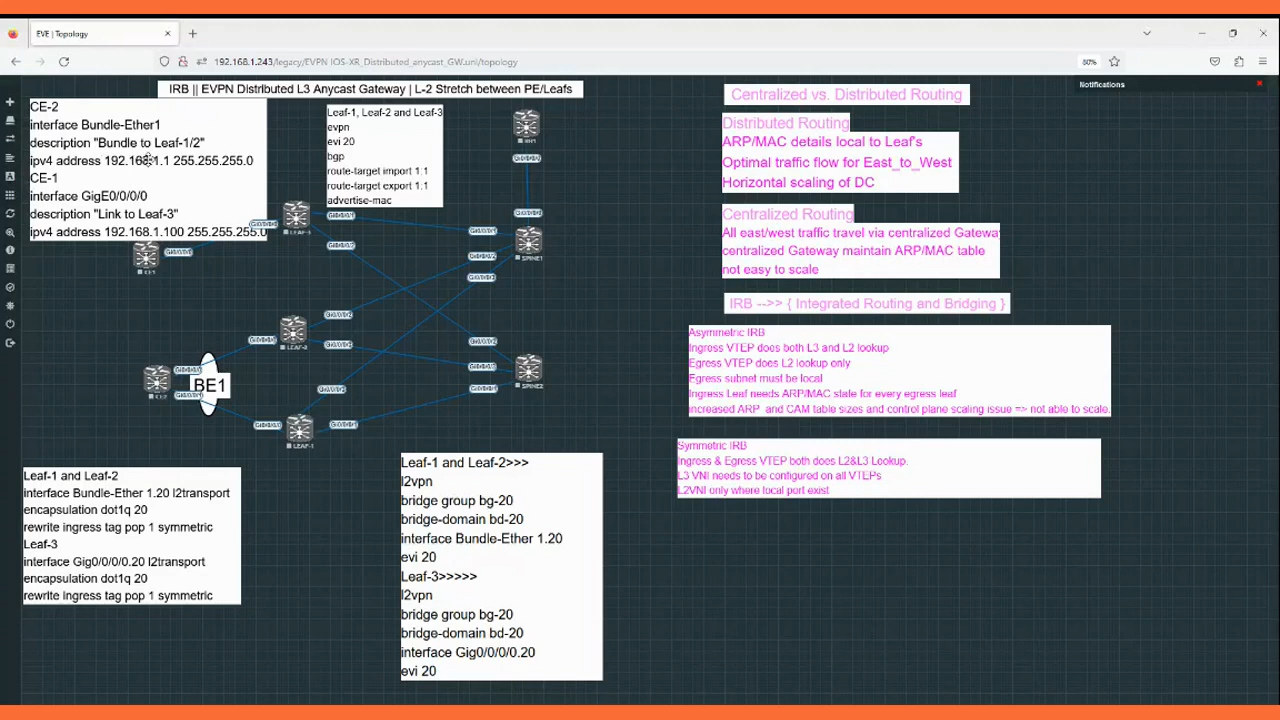 EVE | Topology
192.168.1.243/legacy/EVPN IOS-XR_Distributed_anycast_GW.unl/topology
80%
Notifications
IRB || EVPN Distributed L3 Anycast Gateway | L-2 Stretch between PE/Leafs
CE-2
interface Bundle-Ether1
description "Bundle to Leaf-1/2"
ipv4 address 192.168.1.1 255.255.255.0
CE-1
interface GigE0/0/0/0
description "Link to Leaf-3"
ipv4 address 192.168.1.100 255.255.255.0
Leaf-1, Leaf-2 and Leaf-3
evpn
evi 20
bgp
route-target import 1:1
route-target export 1:1
advertise-mac
CE1
SPINE1
SPINE2
LEAF-1
BE1
Leaf-1 and Leaf-2
interface Bundle-Ether 1.20 l2transport
encapsulation dot1q 20
rewrite ingress tag pop 1 symmetric
Leaf-3
interface Gig0/0/0/0.20 l2transport
encapsulation dot1q 20
rewrite ingress tag pop 1 symmetric
Leaf-1 and Leaf-2>>>
l2vpn
bridge group bg-20
bridge-domain bd-20
interface Bundle-Ether 1.20
evi 20
Leaf-3>>>>>
l2vpn
bridge group bg-20
bridge-domain bd-20
interface Gig0/0/0/0.20
evi 20
Centralized vs. Distributed Routing
Distributed Routing
ARP/MAC details local to Leaf's
Optimal traffic flow for East_to_West
Horizontal scaling of DC
Centralized Routing
All east/west traffic travel via centralized Gateway
centralized Gateway maintain ARP/MAC table
not easy to scale
IRB -->> { Integrated Routing and Bridging }
Asymmetric IRB
Ingress VTEP does both L3 and L2 lookup
Egress VTEP does L2 lookup only
Egress subnet must be local
Ingress Leaf needs ARP/MAC state for every egress leaf
increased ARP and CAM table sizes and control plane scaling issue => not able to scale.
Symmetric IRB
Ingress & Egress VTEP both does L2&L3 Lookup.
L3 VNI needs to be configured on all VTEPs
L2VNI only where local port exist